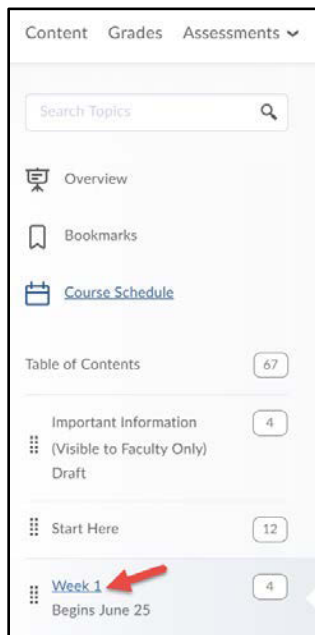 Content Grades Assessments
Search Topics
Overview
Bookmarks
Course Schedule
Table of Contents 67
Important Information 4
(Visible to Faculty Only)
Draft
Start Here 12
Week 1 4
Begins June 25